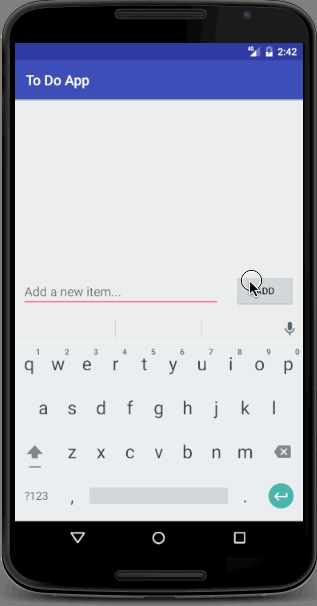 4G 2:42
To Do App
Add a new item...
ADD
1 2 3 4 5 6 7 8 9 0
q w e r t y u i o p
a s d f g h j k l
z x c v b n m
?123 , .